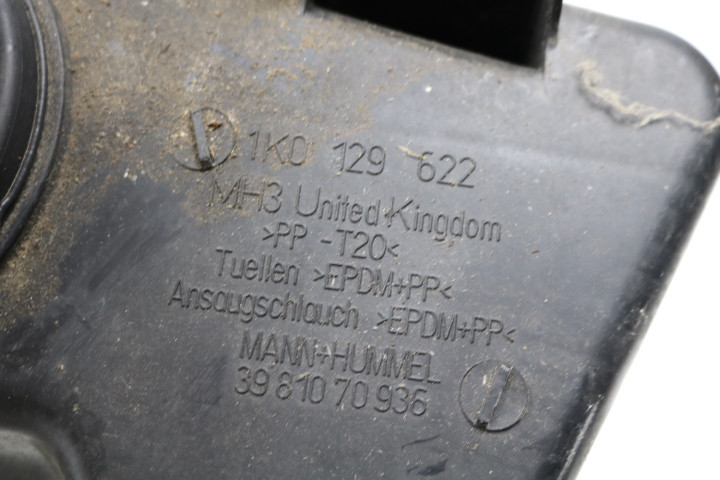 1K0 129 622
MH3 United Kingdom
>PP -T20<
Tuellen >EPDM+PP<
Ansaugschlauch >EPDM+PP<
MANN+HUMMEL
39 810 70 936